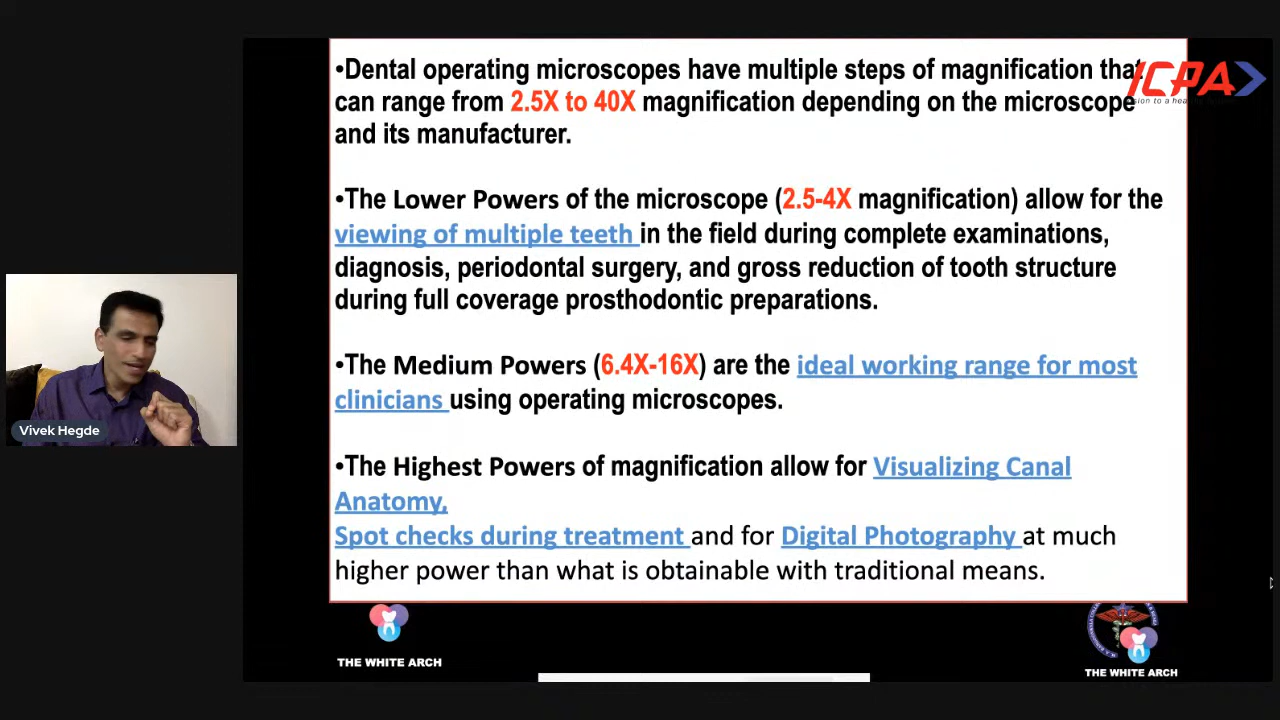 •Dental operating microscopes have multiple steps of magnification that
can range from 2.5X to 40X magnification depending on the microscope
and its manufacturer.
ICPA
•The Lower Powers of the microscope (2.5-4X magnification) allow for the
viewing of multiple teeth in the field during complete examinations,
diagnosis, periodontal surgery, and gross reduction of tooth structure
during full coverage prosthodontic preparations.
•The Medium Powers (6.4X-16X) are the ideal working range for most
clinicians using operating microscopes.
•The Highest Powers of magnification allow for Visualizing Canal
Anatomy,
Spot checks during treatment and for Digital Photography at much
higher power than what is obtainable with traditional means.
Vivek Hegde
THE WHITE ARCH
THE WHITE ARCH